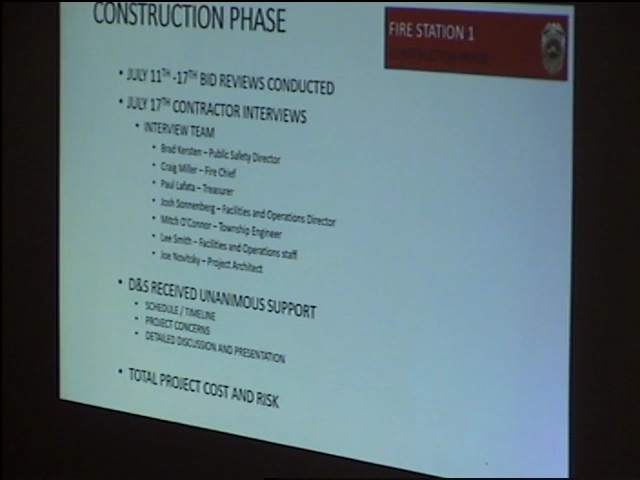 CONSTRUCTION PHASE
FIRE STATION 1
• JULY 11TH -17TH BID REVIEWS CONDUCTED
• JULY 17TH CONTRACTOR INTERVIEWS
• INTERVIEW TEAM
• Brad Kersten – Public Safety Director
• Craig Miller – Fire Chief
• Paul Lafata – Treasurer
• Josh Sonnenberg – Facilities and Operations Director
• Mitch O'Connor – Township Engineer
• Lee Smith – Facilities and Operations staff
• Joe Novitsky – Project Architect
• D&S RECEIVED UNANIMOUS SUPPORT
• SCHEDULE / TIMELINE
• PROJECT CONCERNS
• DETAILED DISCUSSION AND PRESENTATION
• TOTAL PROJECT COST AND RISK